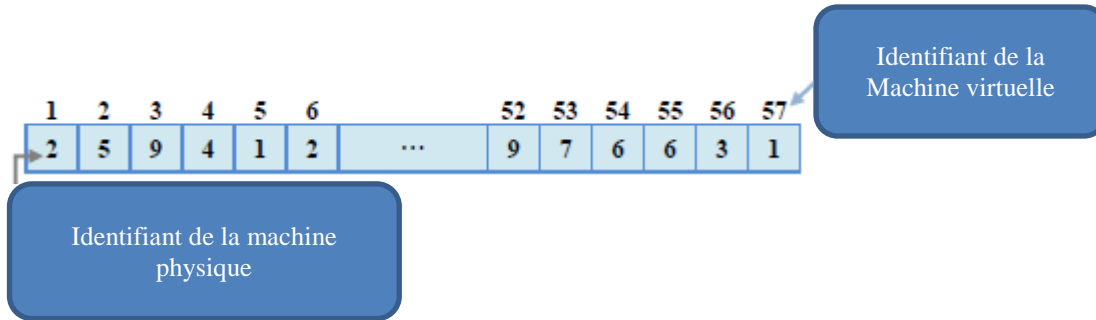 Identifiant de la
Machine virtuelle
1 2 3 4 5 6 52 53 54 55 56 57
2 5 9 4 1 2 ... 9 7 6 6 3 1
Identifiant de la machine
physique